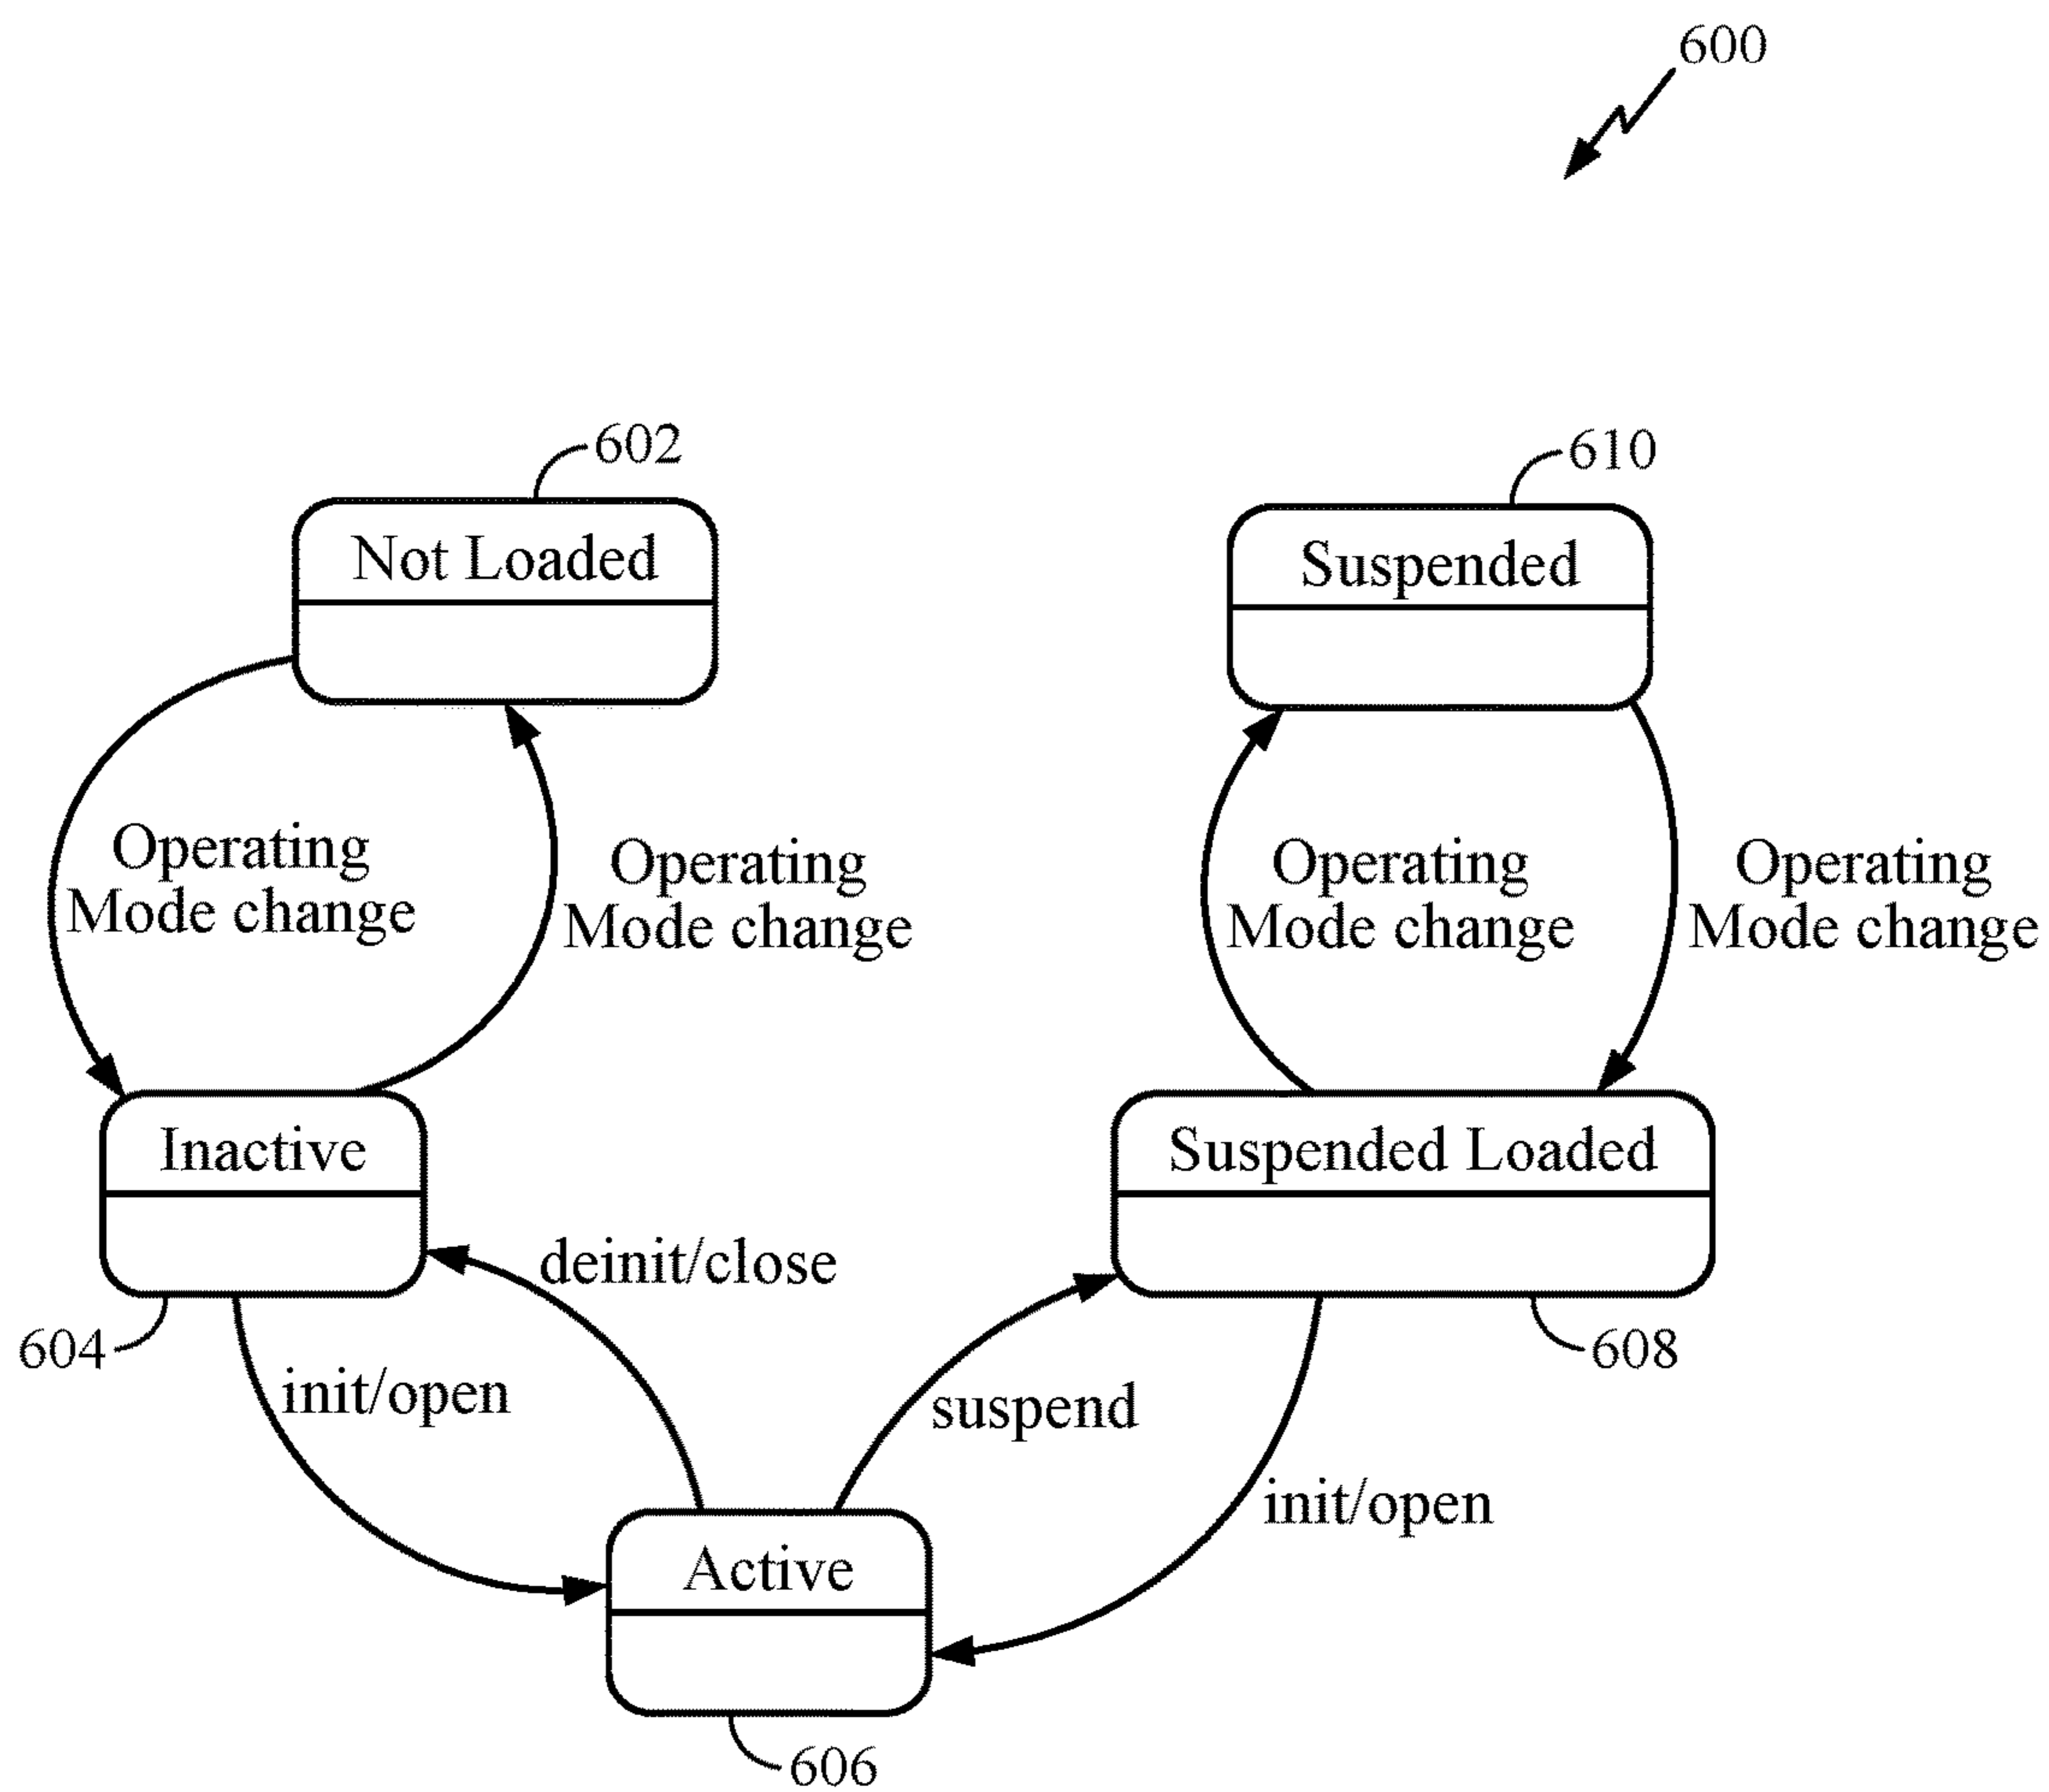 600
602
610
Not Loaded
Suspended
Operating
Mode change
Operating
Mode change
Operating
Mode change
Operating
Mode change
Inactive
Suspended Loaded
deinit/close
604
608
init/open
suspend
init/open
Active
606